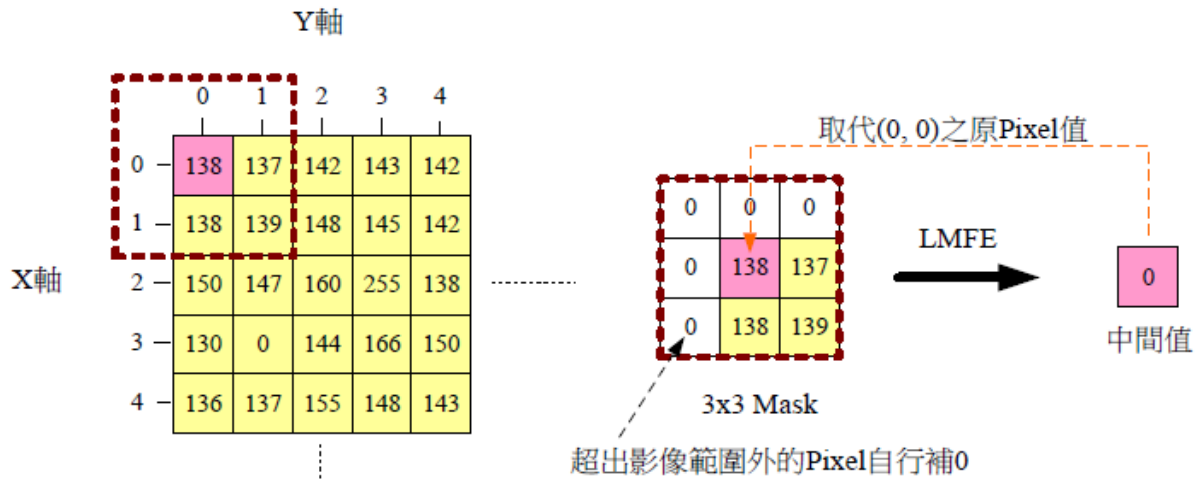 Y軸
0 1 2 3 4
取代(0, 0)之原Pixel值
0 138 137 142 143 142
1 138 139 148 145 142
X軸
2 150 147 160 255 138
3 130 0 144 166 150
4 136 137 155 148 143
0 0 0
0 138 137
0 138 139
LMFE
0
中間值
3x3 Mask
超出影像範圍外的Pixel自行補0